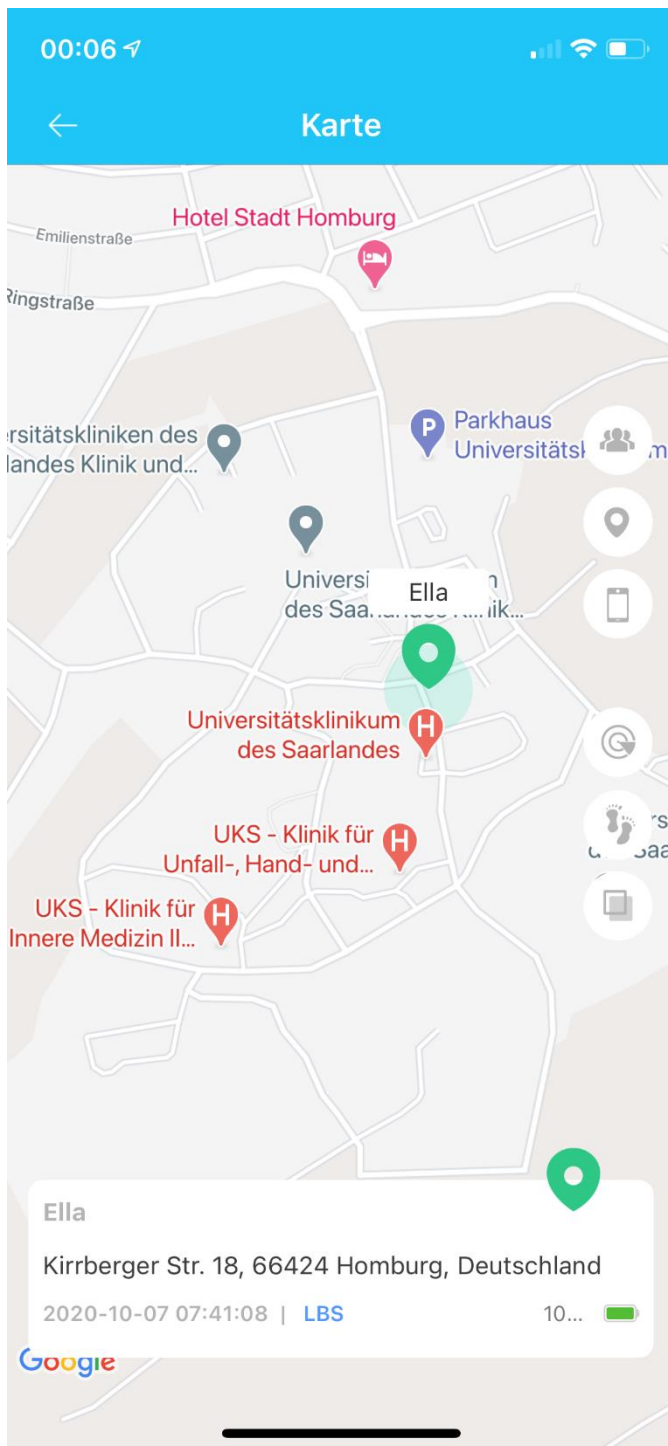 00:06
Karte
Hotel Stadt Homburg
Emilienstraße
Ringstraße
Parkhaus
rsitätskliniken des
landes Klinik und...
Ella
Universitätsklinikum
des Saarlandes
UKS - Klinik für
Unfall-, Hand- und...
UKS - Klinik für
Innere Medizin II...
Ella
Kirrberger Str. 18, 66424 Homburg, Deutschland
2020-10-07 07:41:08 | LBS
10...
Google